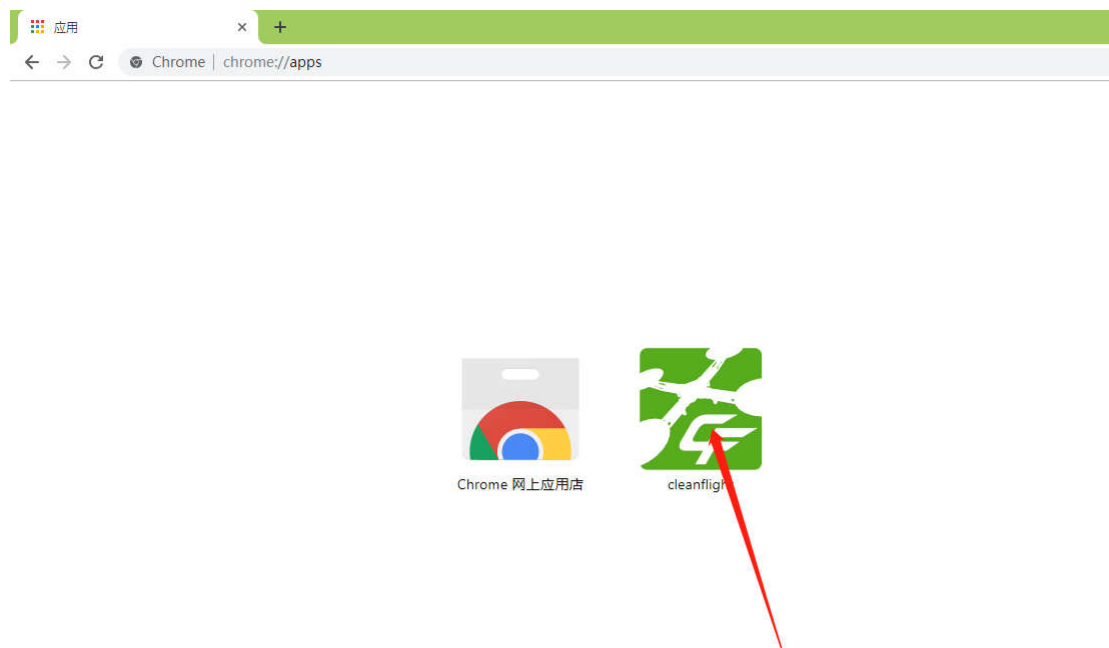 应用
Chrome chrome://apps
Chrome 网上应用店
cleanflight